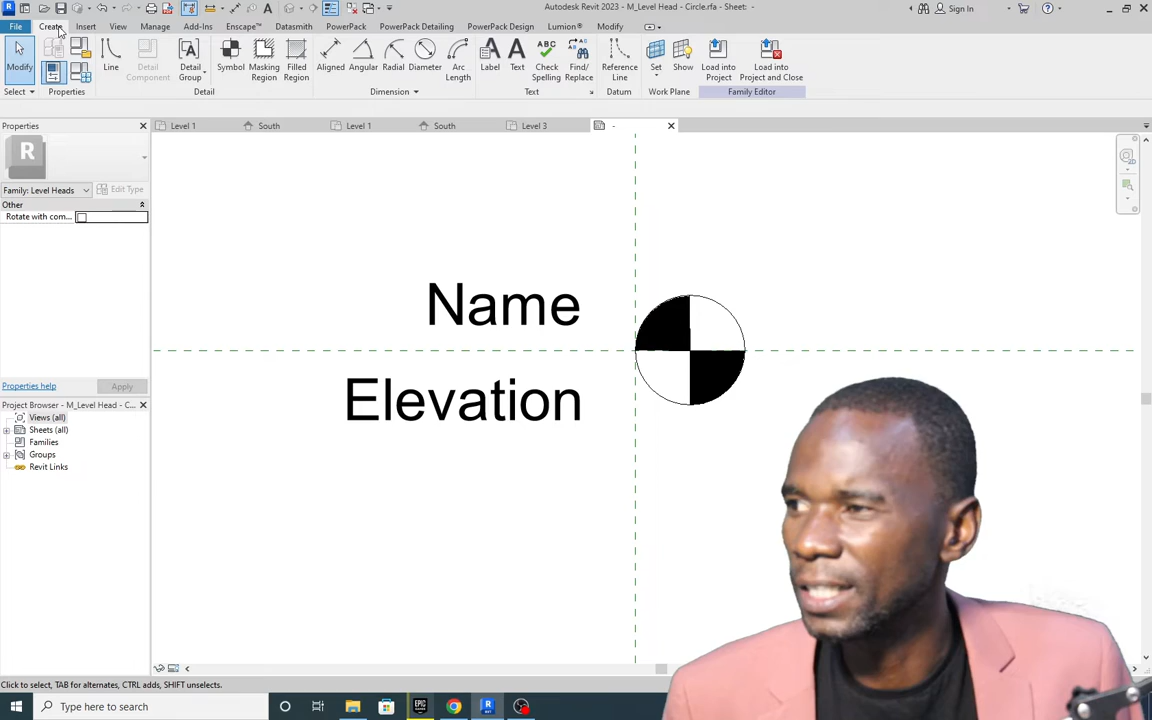 Autodesk Revit 2023 - M_Level Head - Circle.rfa - Sheet: -
Sign In
File Create Insert View Manage Add-Ins Enscape™ Datasmith PowerPack PowerPack Detailing PowerPack Design Lumion® Modify
Modify Line Detail Component Detail Group Symbol Masking Region Filled Region Aligned Angular Radial Diameter Arc Length Label Text Check Spelling Find/ Replace Reference Line Set Show Load into Project Load into Project and Close
Select Properties Detail Dimension Text Datum Work Plane Family Editor
Properties
Level 1 South Level 1 South Level 3 -
R
Family: Level Heads Edit Type
Other
Rotate with com...
Name
Elevation
Properties help Apply
Project Browser - M_Level Head - C...
Views (all)
Sheets (all)
Families
Groups
Revit Links
Click to select, TAB for alternates, CTRL adds, SHIFT unselects.
Type here to search